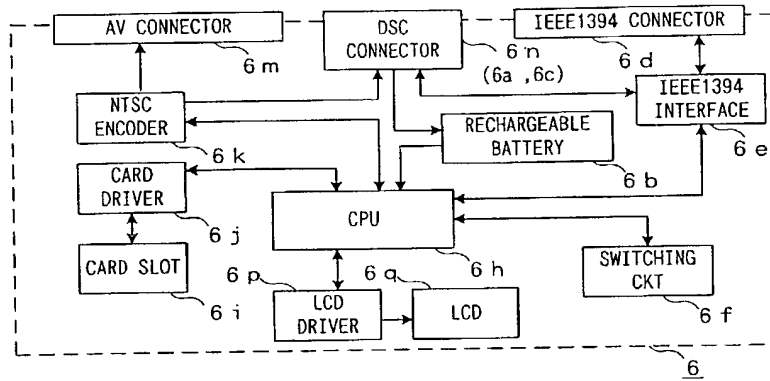 AV CONNECTOR
6m
DSC
CONNECTOR
6n
(6a ,6c)
IEEE1394 CONNECTOR
6d
NTSC
ENCODER
6k
IEEE1394
INTERFACE
6e
RECHARGEABLE
BATTERY
6b
CARD
DRIVER
6j
CPU
6h
CARD SLOT
6i
SWITCHING
CKT
6f
6p
LCD
DRIVER
6q
LCD
6